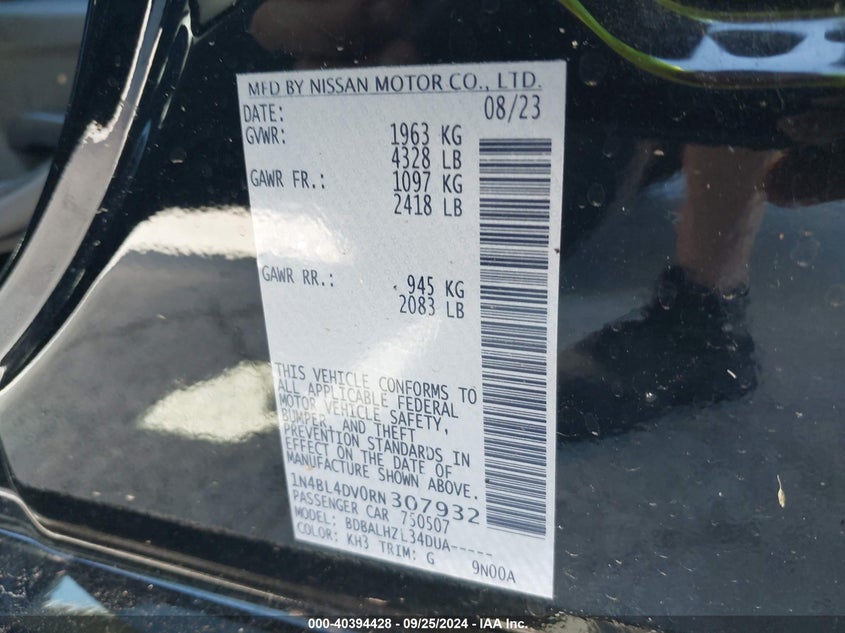 MFD BY NISSAN MOTOR CO., LTD.
DATE: 08/23
GVWR: 1963 KG
4328 LB
GAWR FR.: 1097 KG
2418 LB
GAWR RR.: 945 KG
2083 LB
THIS VEHICLE CONFORMS TO
ALL APPLICABLE FEDERAL
MOTOR VEHICLE SAFETY,
BUMPER, AND THEFT
PREVENTION STANDARDS IN
EFFECT ON THE DATE OF
MANUFACTURE SHOWN ABOVE.
1N4BL4DV0RN307932
PASSENGER CAR 750507
MODEL: BDBALHZL34DUA-----
COLOR: KH3 TRIM: G 9N00A
000-40394428 - 09/25/2024 - IAA, Inc.